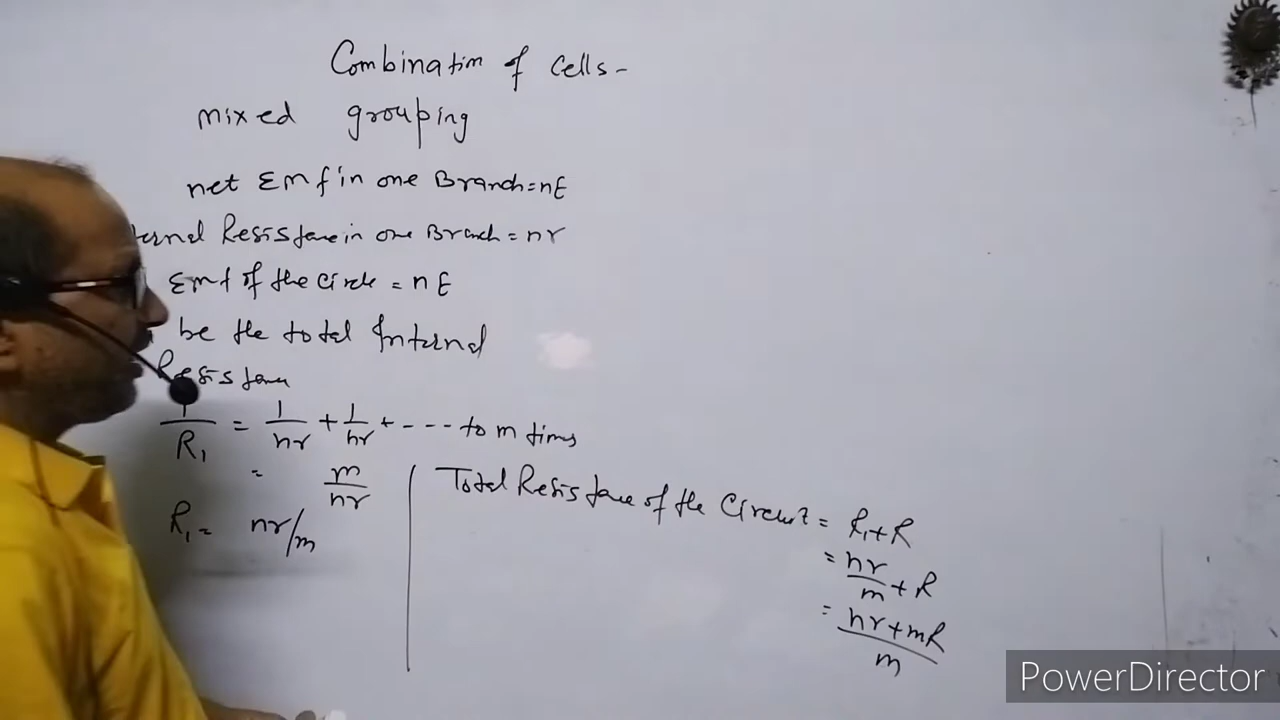 Combination of cells-
mixed grouping
net Emf in one Branch=nE
ternal Resistance in one Branch = nr
Emf of the Circle = nE
be the total Internal
Resistance
1/R₁ = 1/nr + 1/nr + ---- to m times
= m/nr
R₁ = nr/m
Total Resistance of the Circuit = R₁+R
= nr/m + R
= nr+mR/m
PowerDirector